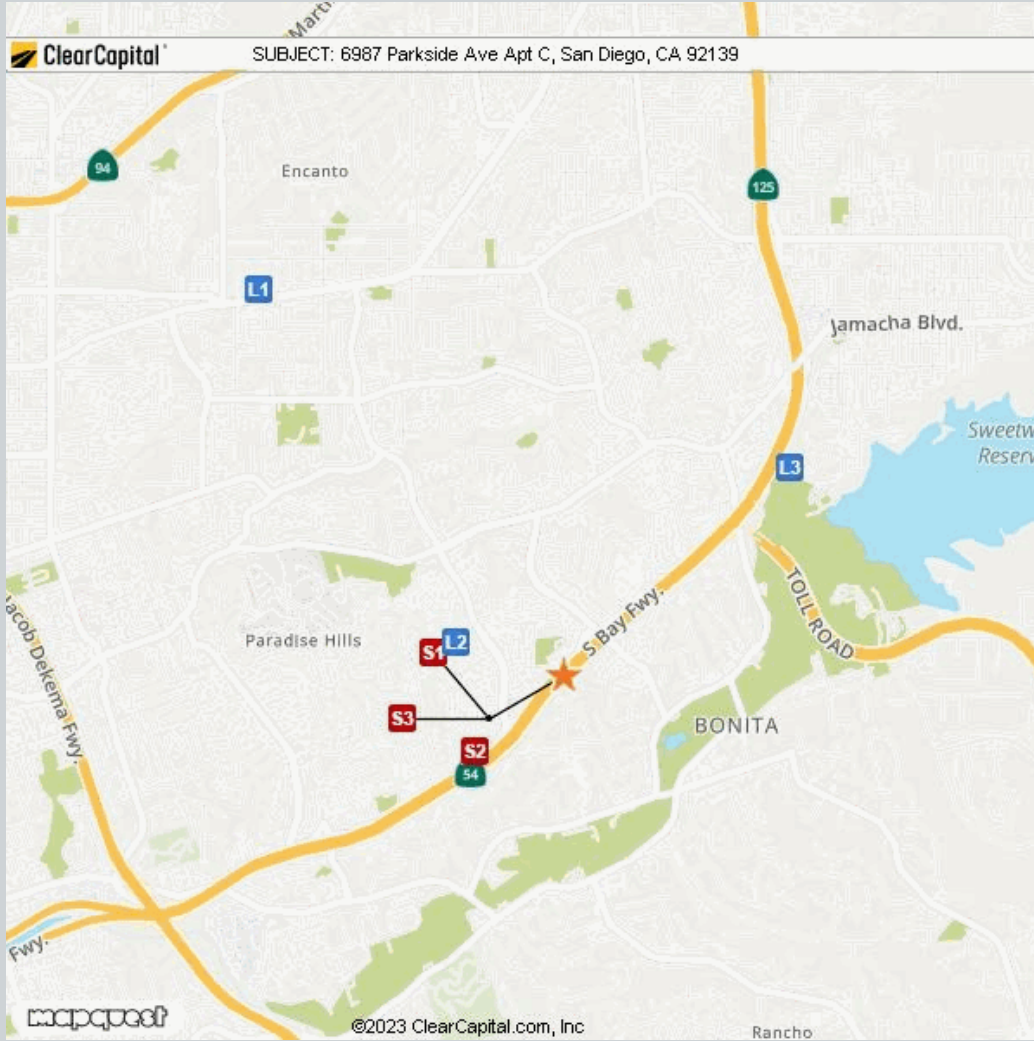 Marti
ClearCapital
SUBJECT: 6987 Parkside Ave Apt C, San Diego, CA 92139
94
Encanto
125
L1
Jamacha Blvd.
Sweetw
Reserv
L3
TOLL ROAD
S Bay Fwy.
Paradise Hills
S1
L2
Jacob Dekema Fwy.
S3
BONITA
S2
54
Fwy.
mapquest
©2023 ClearCapital.com, Inc
Rancho